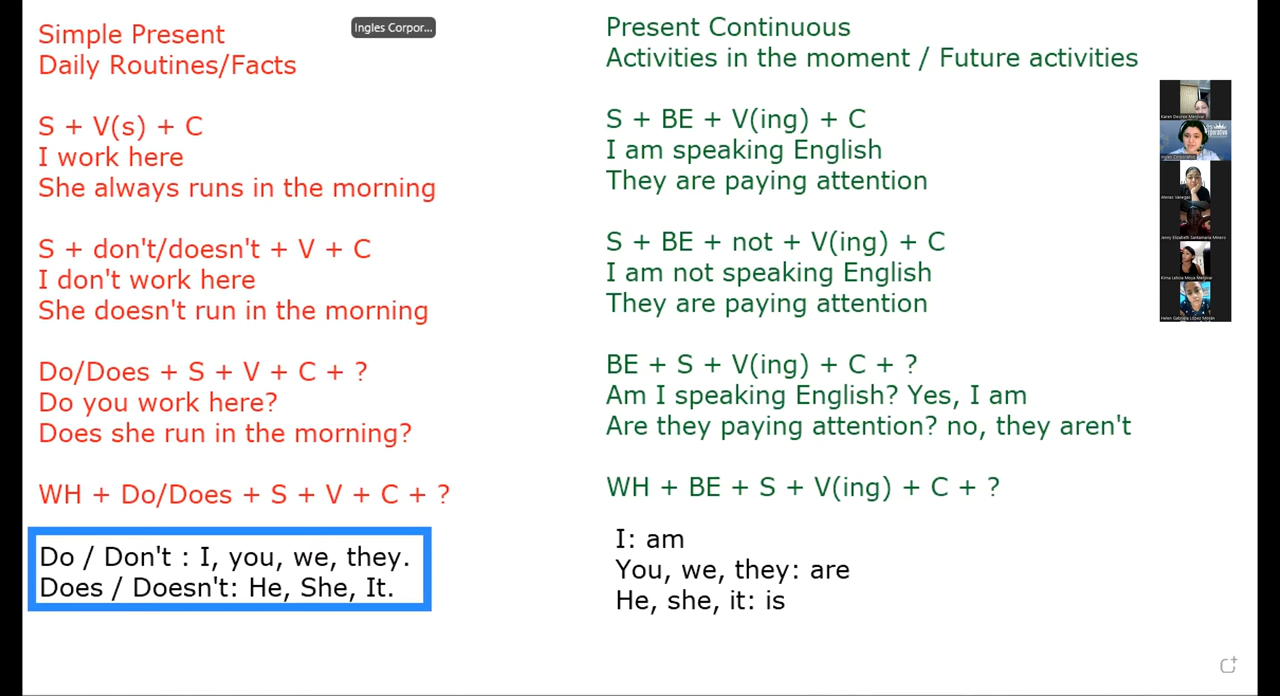 Simple Present
Daily Routines/Facts
S + V(s) + C
I work here
She always runs in the morning
S + don't/doesn't + V + C
I don't work here
She doesn't run in the morning
Do/Does + S + V + C + ?
Do you work here?
Does she run in the morning?
WH + Do/Does + S + V + C + ?
Do / Don't : I, you, we, they.
Does / Doesn't: He, She, It.
Ingles Corpor...
Present Continuous
Activities in the moment / Future activities
S + BE + V(ing) + C
I am speaking English
They are paying attention
S + BE + not + V(ing) + C
I am not speaking English
They are paying attention
BE + S + V(ing) + C + ?
Am I speaking English? Yes, I am
Are they paying attention? no, they aren't
WH + BE + S + V(ing) + C + ?
I: am
You, we, they: are
He, she, it: is